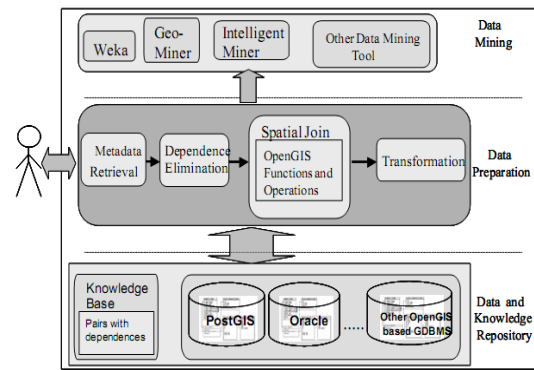 Data
Mining
Weka
Geo-
Miner
Intelligent
Miner
Other Data Mining
Tool
Metadata
Retrieval
Dependence
Elimination
Spatial Join
OpenGIS
Functions and
Operations
Transformation
Data
Preparation
Knowledge
Base
Pairs with
dependences
PostGIS
Oracle
.....
Other OpenGIS
based GDBMS
Data and
Knowledge
Repository